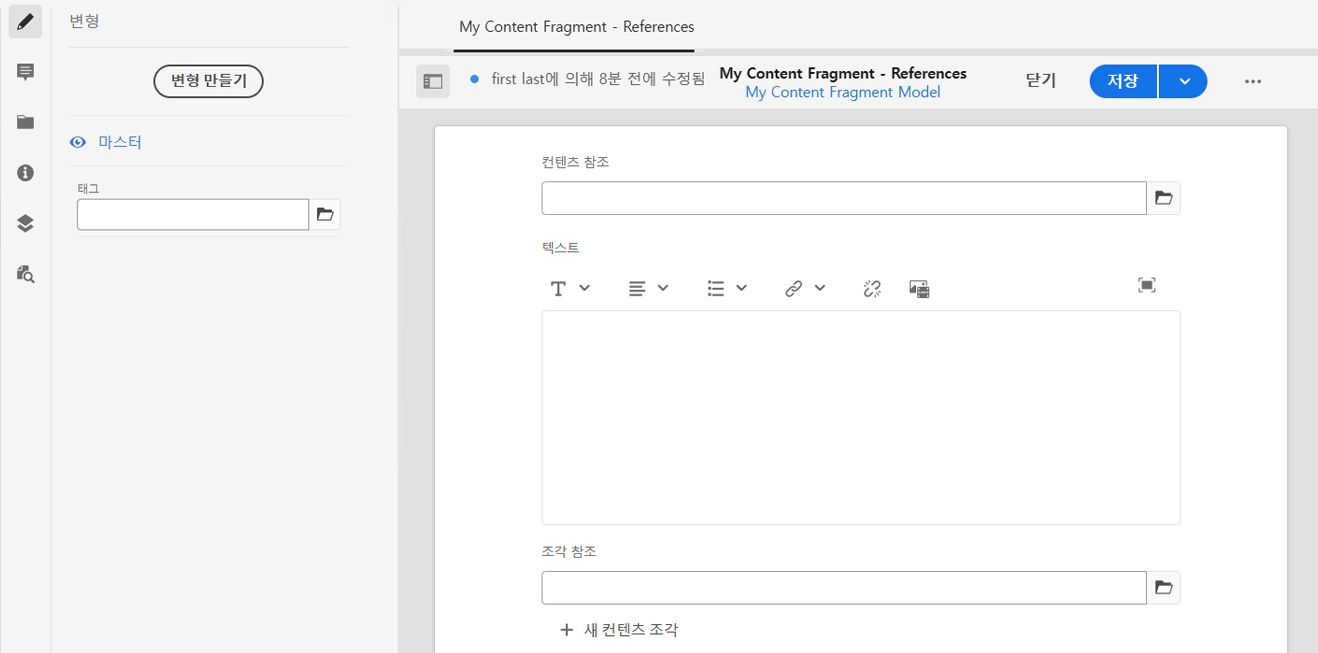 변형
변형 만들기
마스터
태그
My Content Fragment - References
first last에 의해 8분 전에 수정됨
My Content Fragment - References
My Content Fragment Model
닫기
저장
컨텐츠 참조
텍스트
조각 참조
새 컨텐츠 조각